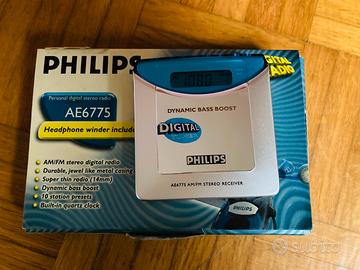 PHILIPS
DIGITAL
RADIO
Personal digital stereo radio
AE6775
Headphone winder include
• AM/FM stereo digital radio
• Durable, jewel like metal casing
• Super thin radio (14mm)
• Dynamic bass boost
• 10 station presets
• Built-in quartz clock
1080
DYNAMIC BASS BOOST
DIGITAL
PHILIPS
AE6775 AM/FM STEREO RECEIVER
PHILIPS
subito